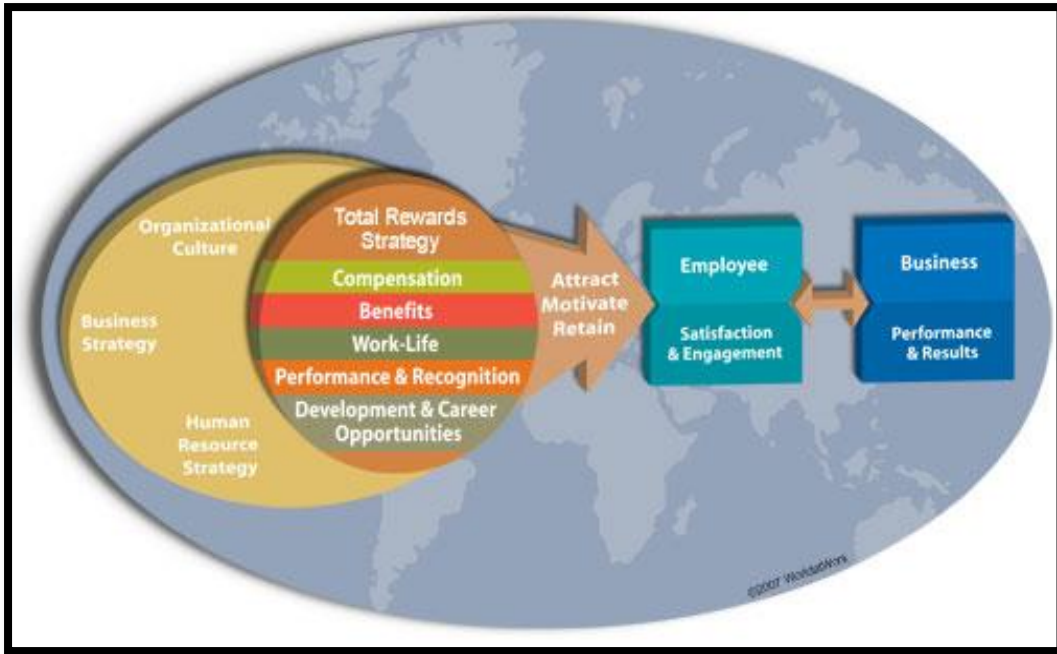 Organizational
Culture
Business
Strategy
Human
Resource
Strategy
Total Rewards
Strategy
Compensation
Benefits
Work-Life
Performance & Recognition
Development & Career
Opportunities
Attract
Motivate
Retain
Employee
Satisfaction
& Engagement
Business
Performance
& Results
©2007 WorldatWork